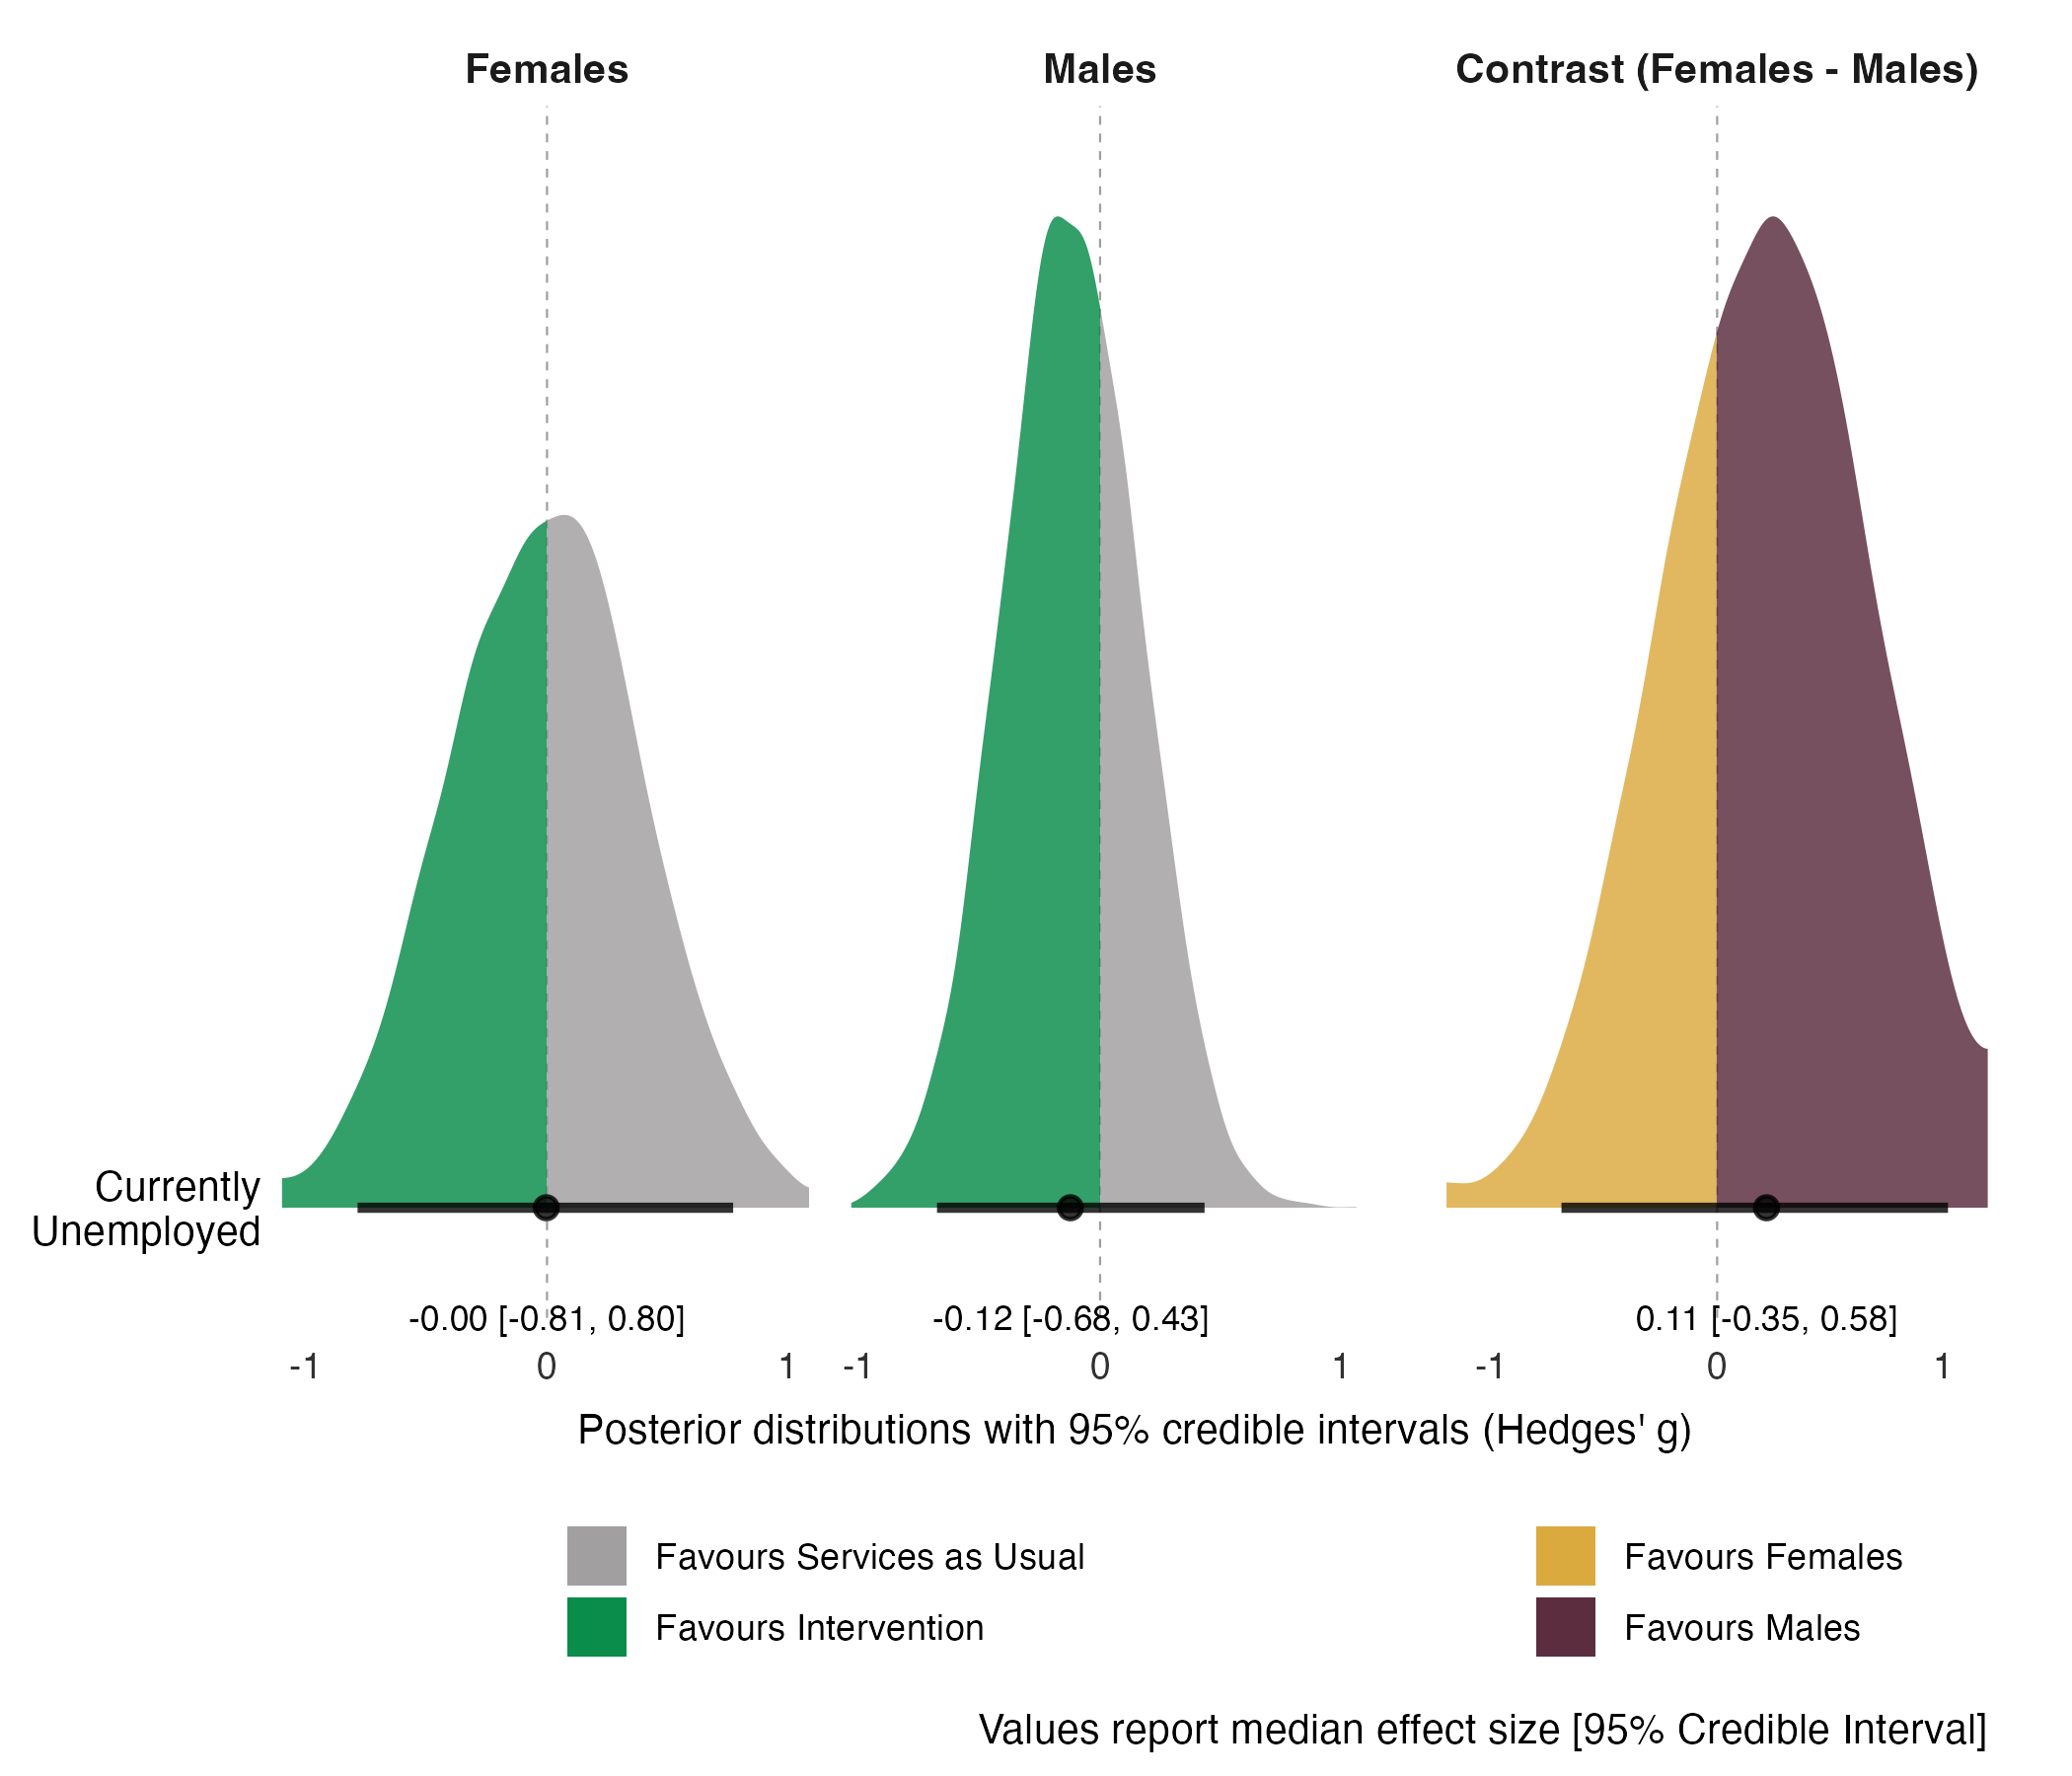 Females
Males
Contrast (Females - Males)
Currently
Unemployed
-0.00 [-0.81, 0.80]
-0.12 [-0.68, 0.43]
0.11 [-0.35, 0.58]
-1 0 1
-1 0 1
-1 0 1
Posterior distributions with 95% credible intervals (Hedges' g)
Favours Services as Usual
Favours Intervention
Favours Females
Favours Males
Values report median effect size [95% Credible Interval]